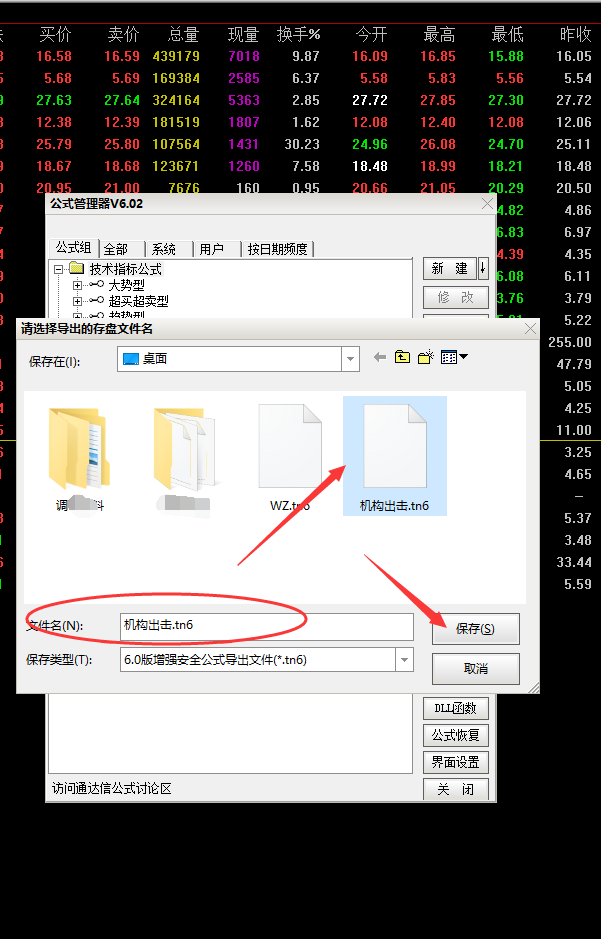 买价 卖价 总量 现量 换手% 今开 最高 最低 昨收
16.58 16.59 439179 7018 9.87 16.09 16.85 15.88 16.05
5.68 5.69 169384 2585 6.37 5.58 5.83 5.56 5.54
27.63 27.64 324164 5363 2.85 27.72 27.85 27.30 27.72
12.38 12.39 181519 1807 1.62 12.08 12.40 12.08 12.06
25.79 25.80 107564 1431 30.23 24.96 26.08 24.70 25.11
18.67 18.68 123671 1260 7.58 18.48 18.99 18.21 18.48
20.95 21.00 7676 160 0.95 20.66 21.05 20.29 20.50
公式管理器V6.02
4.82 4.86
6.83 6.97
公式组 全部 系统 用户 按日期频度
4.39 4.35
技术指标公式
新 建
6.08 6.11
大势型
超买超卖型
修 改
3.76 3.79
趋势型
5.22
请选择导出的存盘文件名
255.00
保存在(I):
桌面
47.79
5.05
4.25
11.00
3.25
4.65
–
5.37
3.48
33.44
5.59
调 料
WZ.tn6
机构出击.tn6
文件名(N):
机构出击.tn6
保存(S)
保存类型(T):
6.0版增强安全公式导出文件(*.tn6)
取消
DLL函数
公式恢复
界面设置
访问通达信公式讨论区
关 闭